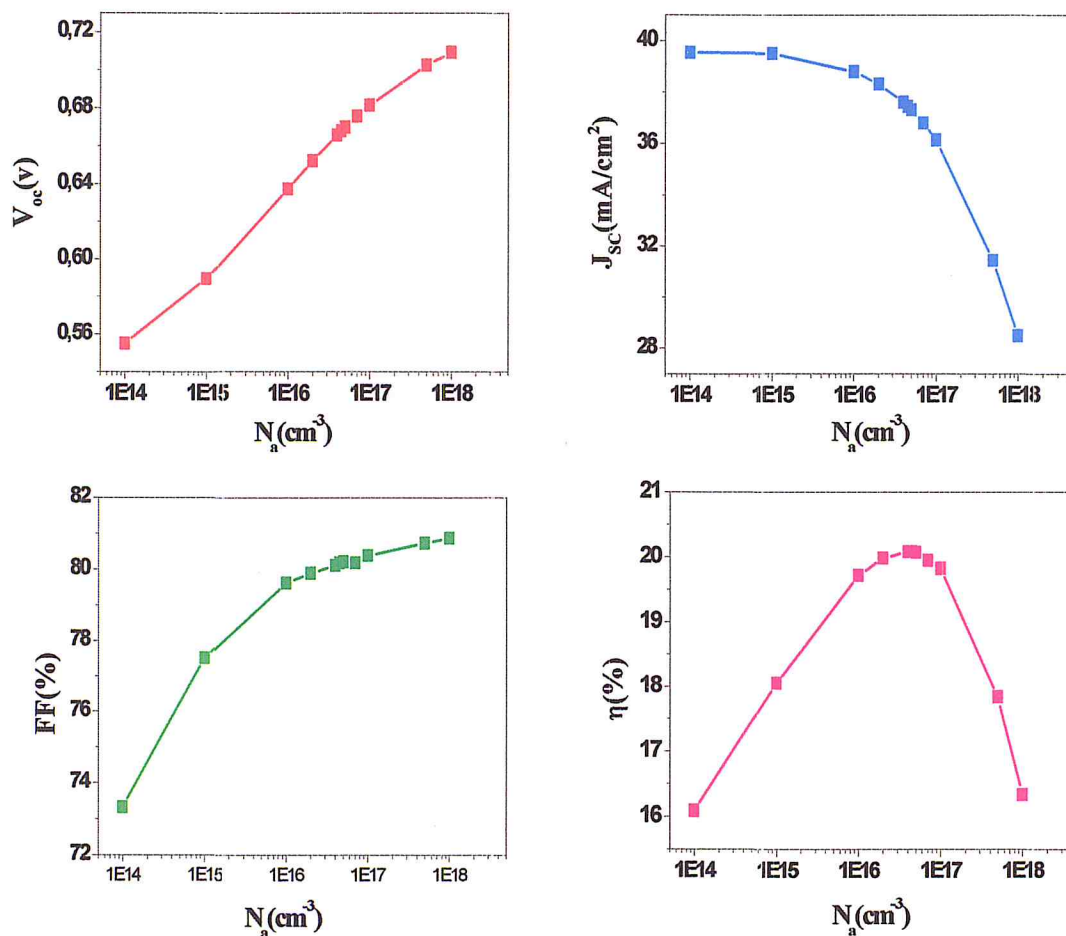 0,72
0,68
0,64
0,60
0,56
V_oc(v)
1E14 1E15 1E16 1E17 1E18
N_a(cm^-3)
40
36
32
28
J_SC(mA/cm^2)
1E14 1E15 1E16 1E17 1E18
N_a(cm^-3)
82
80
78
76
74
72
FF(%)
1E14 1E15 1E16 1E17 1E18
N_a(cm^-3)
21
20
19
18
17
16
η(%)
1E14 1E15 1E16 1E17 1E18
N_a(cm^-3)